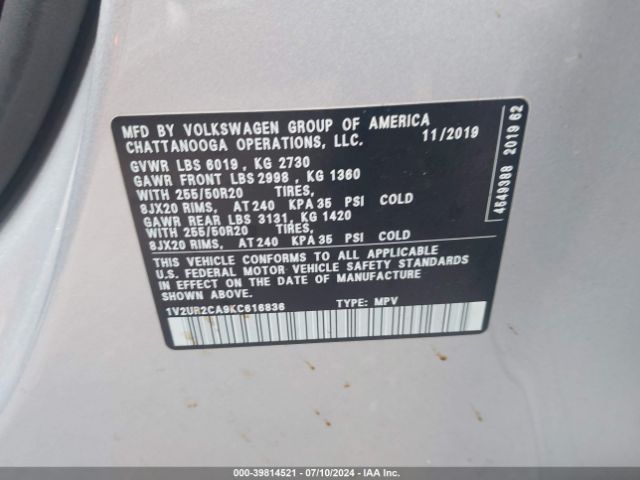 MFD BY VOLKSWAGEN GROUP OF AMERICA
CHATTANOOGA OPERATIONS, LLC. 11/2019
GVWR LBS 6019 , KG 2730
GAWR FRONT LBS 2998 , KG 1360
WITH 255/50R20 TIRES,
8JX20 RIMS, AT 240 KPA 35 PSI COLD
GAWR REAR LBS 3131, KG 1420
WITH 255/50R20 TIRES,
8JX20 RIMS, AT 240 KPA 35 PSI COLD
THIS VEHICLE CONFORMS TO ALL APPLICABLE
U.S. FEDERAL MOTOR VEHICLE SAFETY STANDARDS
IN EFFECT ON THE DATE OF MANUFACTURE
SHOWN ABOVE.
1V2UR2CA9KC616836 TYPE: MPV
4549388 2019 62
000-39814521 - 07/10/2024 - IAA Inc.